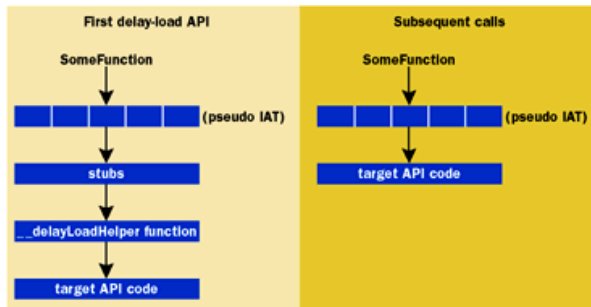 First delay-load API
SomeFunction
(pseudo IAT)
stubs
__delayLoadHelper function
target API code
Subsequent calls
SomeFunction
(pseudo IAT)
target API code